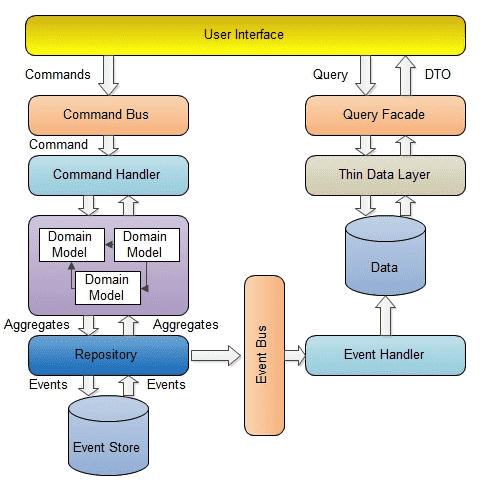 User Interface
Commands
Query
DTO
Command Bus
Query Facade
Command
Command Handler
Thin Data Layer
Domain
Model
Domain
Model
Domain
Model
Data
Aggregates
Aggregates
Repository
Event Bus
Event Handler
Events
Events
Event Store